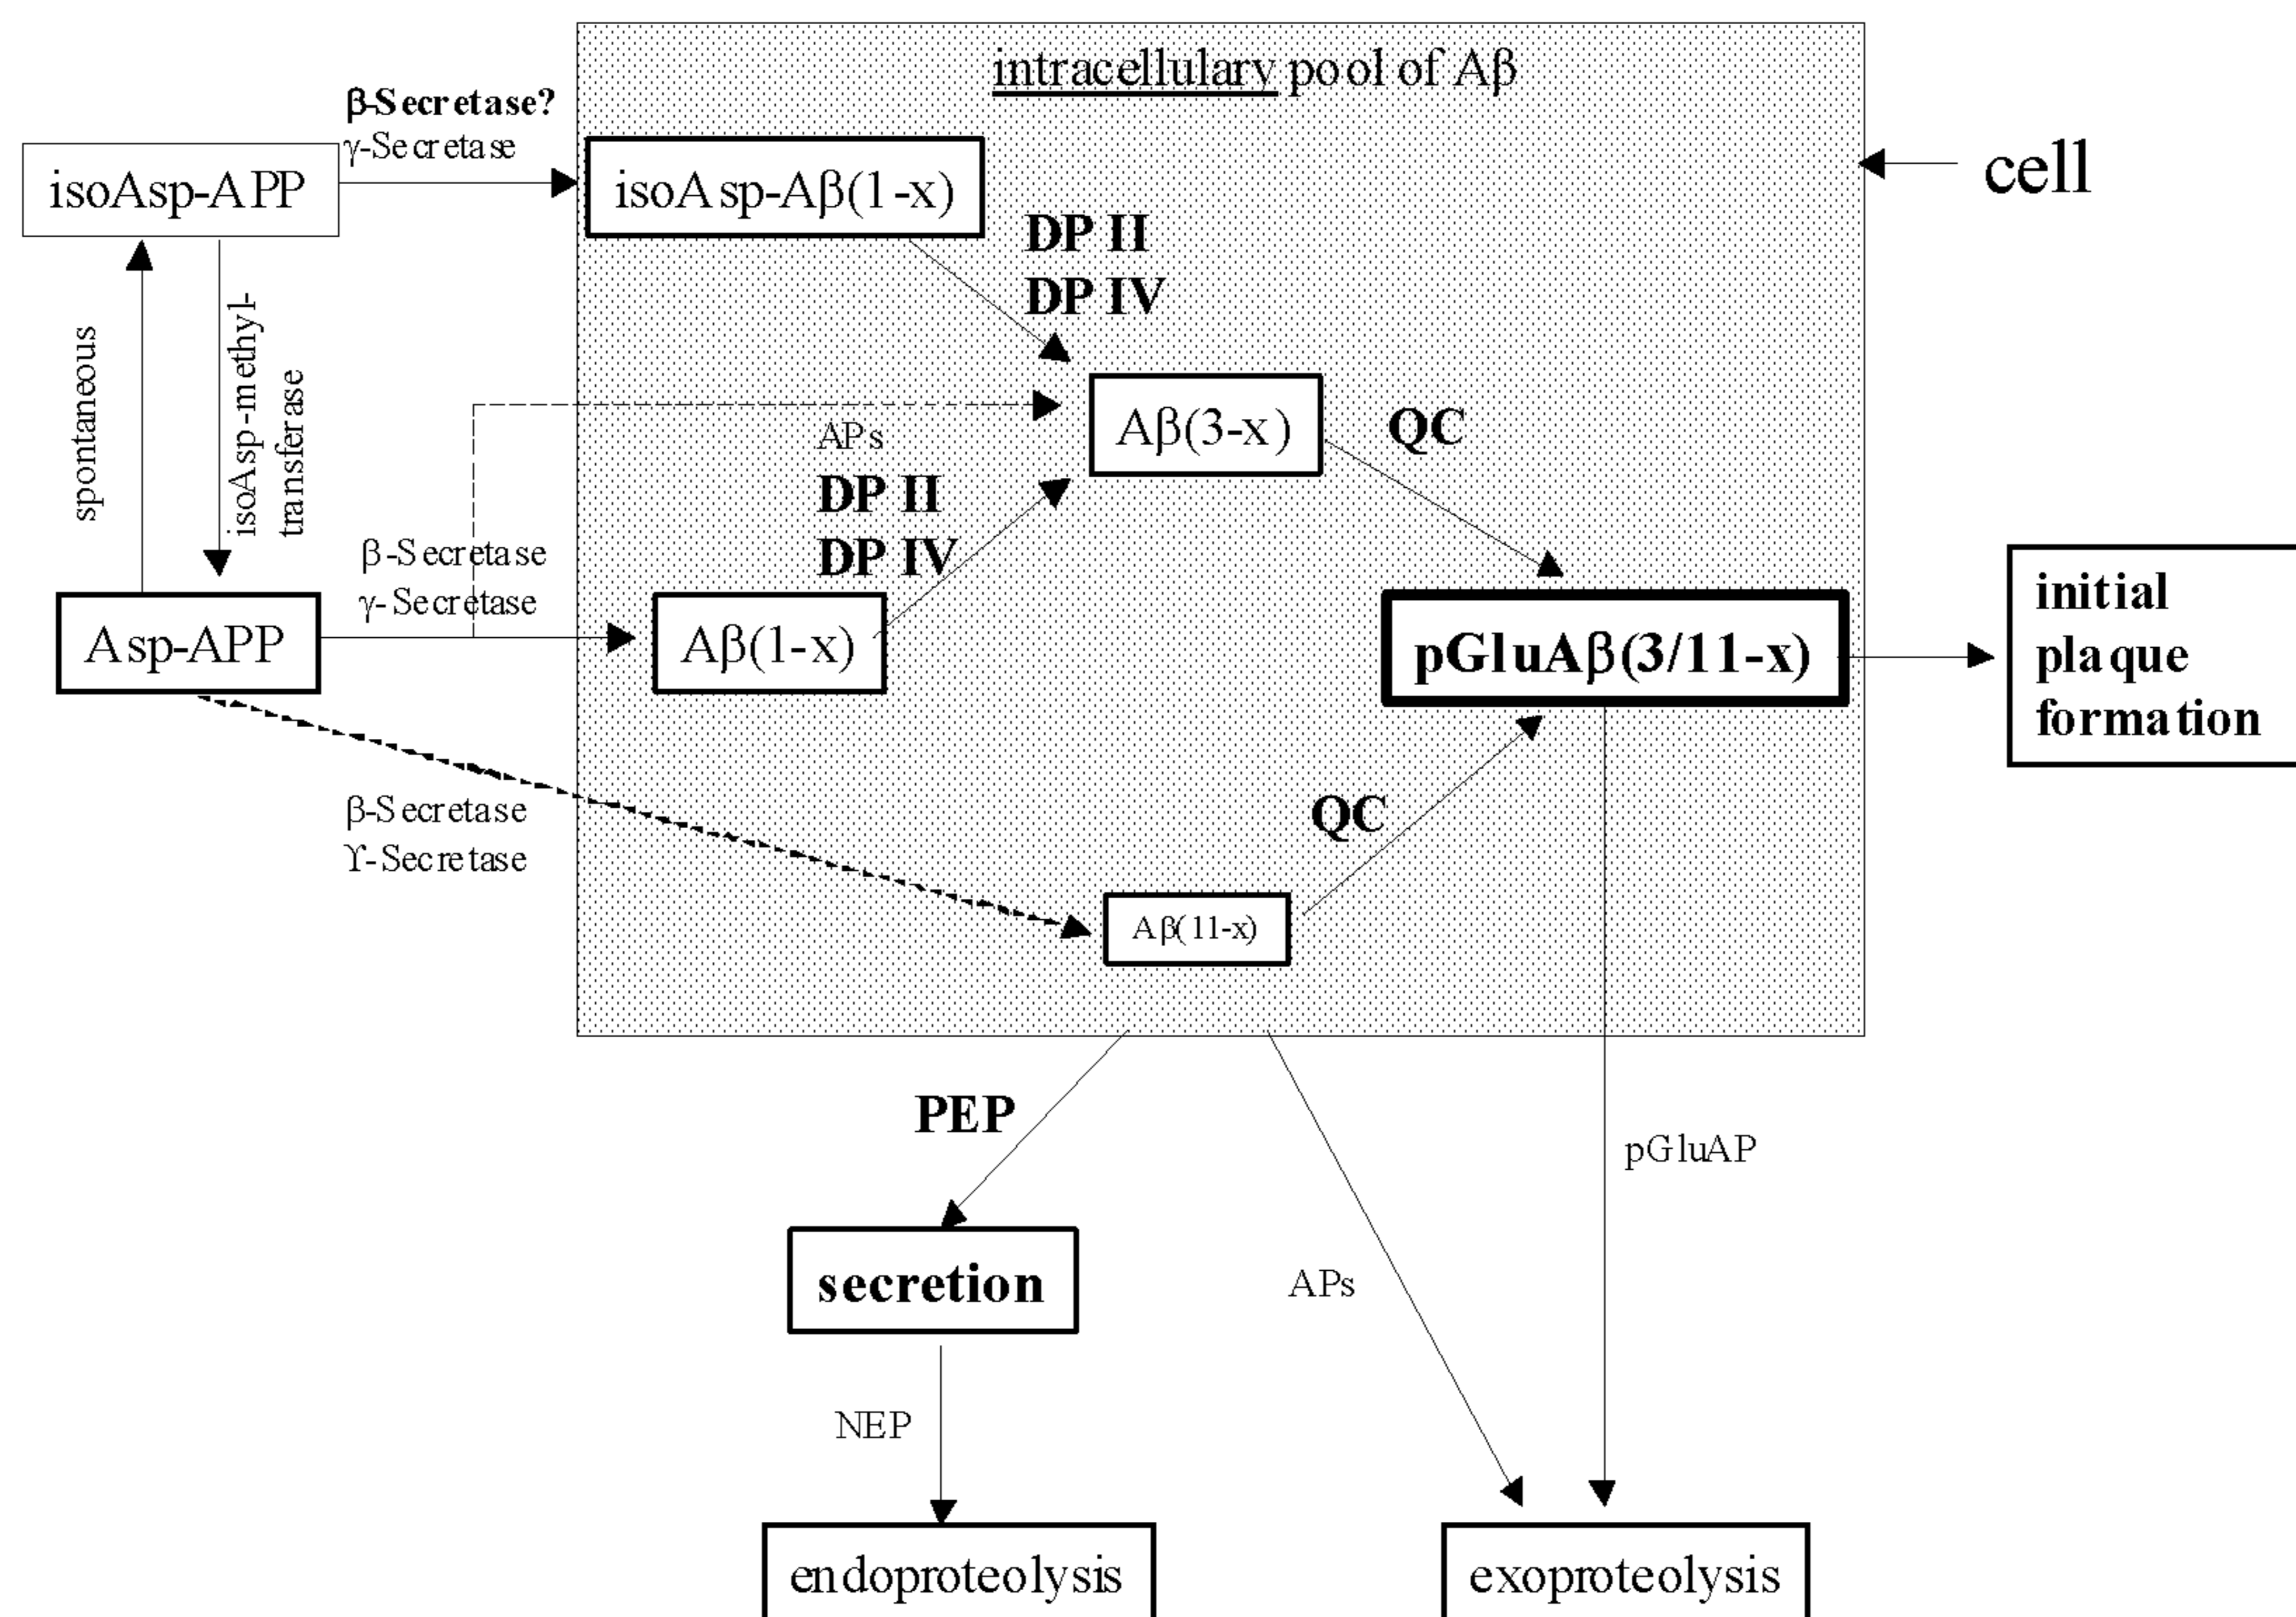 intracellulary pool of Aβ
β-Secretase?
γ-Secretase
isoAsp-APP
isoAsp-Aβ(1-x)
cell
DP II
DP IV
spontaneous
isoAsp-methyl-
transferase
APs
DP II
DP IV
Aβ(3-x)
QC
β-Secretase
γ-Secretase
Asp-APP
Aβ(1-x)
pGluAβ(3/11-x)
initial
plaque
formation
β-Secretase
ϒ-Secretase
QC
Aβ(11-x)
PEP
pGluAP
secretion
APs
NEP
endoproteolysis
exoproteolysis